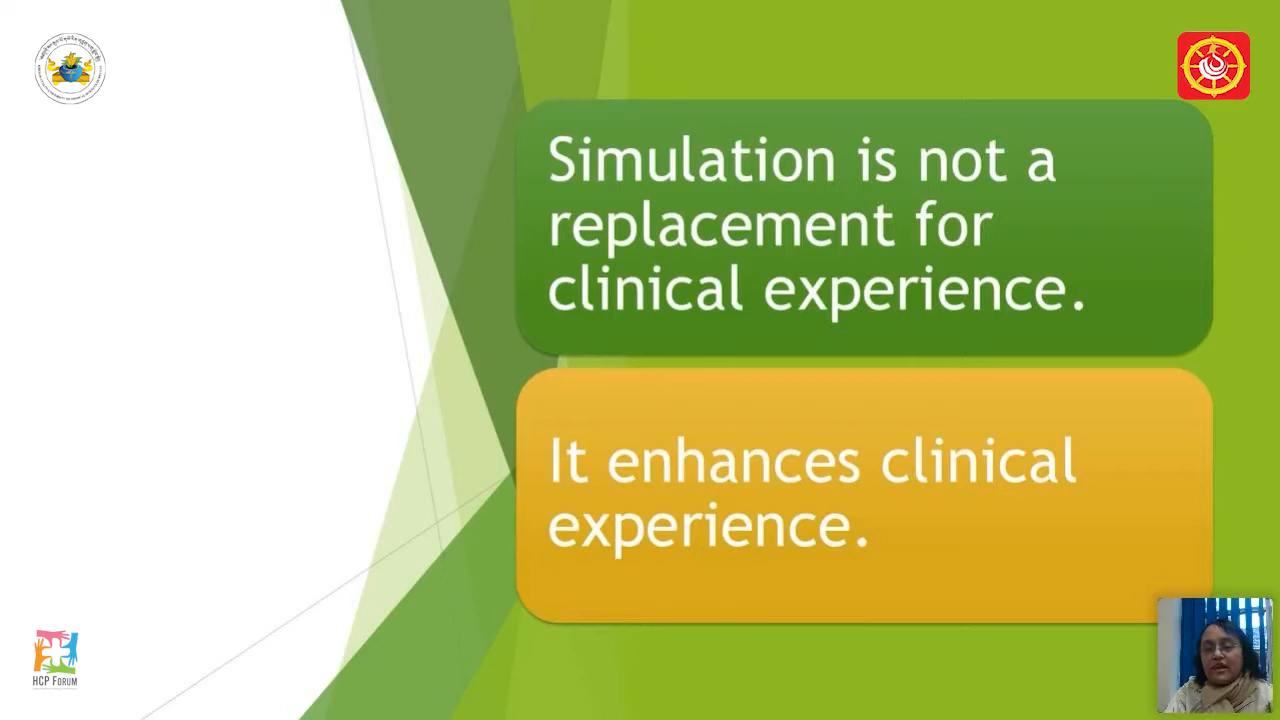 Simulation is not a
replacement for
clinical experience.
It enhances clinical
experience.
HCP FORUM